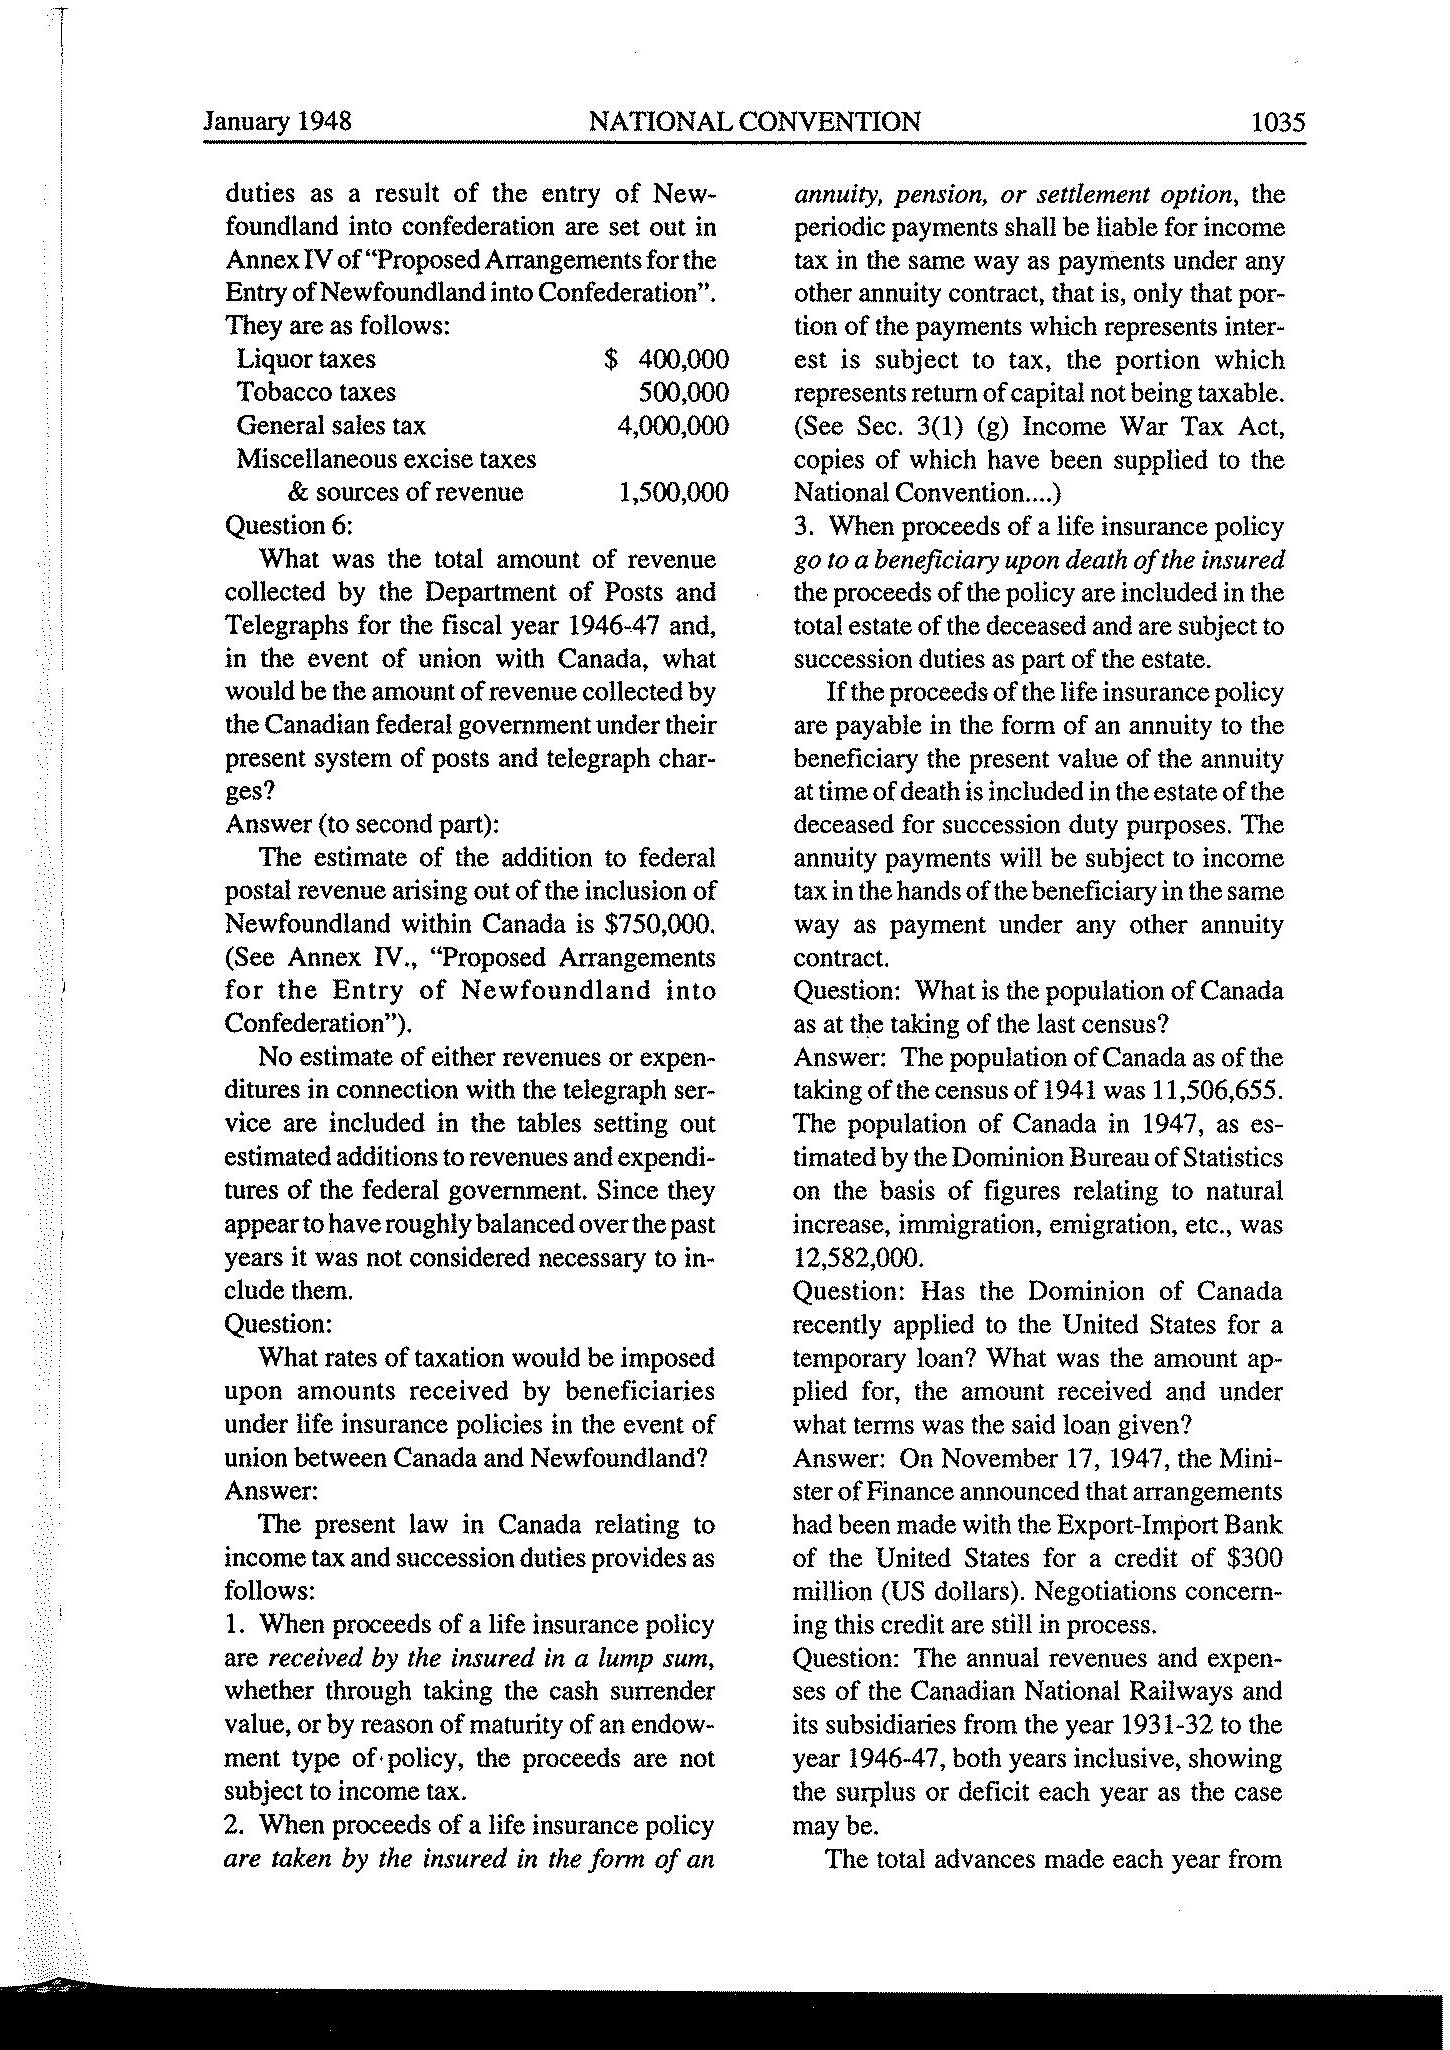 January 1948 NATIONAL CONVENTION 1035
duties as a result of the entry of New-
foundland into confederation are set out in
Annex IV of “Proposed Arrangements for the
Entry of Newfoundland into Confederation”.
They are as follows:
Liquor taxes $ 400,000
Tobacco taxes 500,000
General sales tax 4,000,000
Miscellaneous excise taxes
& sources of revenue 1,500,000
Question 6:
What was the total amount of revenue
collected by the Department of Posts and
Telegraphs for the fiscal year 1946-47 and,
in the event of union with Canada, what
would be the amount of revenue collected by
the Canadian federal government under their
present system of posts and telegraph char-
ges?
Answer (to second part):
The estimate of the addition to federal
postal revenue arising out of the inclusion of
Newfoundland within Canada is $750,000.
(See Annex IV., “Proposed Arrangements
for the Entry of Newfoundland into
Confederation”).
No estimate of either revenues or expen-
ditures in connection with the telegraph ser-
vice are included in the tables setting out
estimated additions to revenues and expendi-
tures of the federal government. Since they
appear to have roughly balanced over the past
years it was not considered necessary to in-
clude them.
Question:
What rates of taxation would be imposed
upon amounts received by beneficiaries
under life insurance policies in the event of
union between Canada and Newfoundland?
Answer:
The present law in Canada relating to
income tax and succession duties provides as
follows:
1. When proceeds of a life insurance policy
are received by the insured in a lump sum,
whether through taking the cash surrender
value, or by reason of maturity of an endow-
ment type of policy, the proceeds are not
subject to income tax.
2. When proceeds of a life insurance policy
are taken by the insured in the form of an
annuity, pension, or settlement option, the
periodic payments shall be liable for income
tax in the same way as payments under any
other annuity contract, that is, only that por-
tion of the payments which represents inter-
est is subject to tax, the portion which
represents return of capital not being taxable.
(See Sec. 3(1) (g) Income War Tax Act,
copies of which have been supplied to the
National Convention....)
3. When proceeds of a life insurance policy
go to a beneficiary upon death of the insured
the proceeds of the policy are included in the
total estate of the deceased and are subject to
succession duties as part of the estate.
If the proceeds of the life insurance policy
are payable in the form of an annuity to the
beneficiary the present value of the annuity
at time of death is included in the estate of the
deceased for succession duty purposes. The
annuity payments will be subject to income
tax in the hands of the beneficiary in the same
way as payment under any other annuity
contract.
Question: What is the population of Canada
as at the taking of the last census?
Answer: The population of Canada as of the
taking of the census of 1941 was 11,506,655.
The population of Canada in 1947, as es-
timated by the Dominion Bureau of Statistics
on the basis of figures relating to natural
increase, immigration, emigration, etc., was
12,582,000.
Question: Has the Dominion of Canada
recently applied to the United States for a
temporary loan? What was the amount ap-
plied for, the amount received and under
what terms was the said loan given?
Answer: On November 17, 1947, the Mini-
ster of Finance announced that arrangements
had been made with the Export-Import Bank
of the United States for a credit of $300
million (US dollars). Negotiations concern-
ing this credit are still in process.
Question: The annual revenues and expen-
ses of the Canadian National Railways and
its subsidiaries from the year 1931-32 to the
year 1946-47, both years inclusive, showing
the surplus or deficit each year as the case
may be.
The total advances made each year from